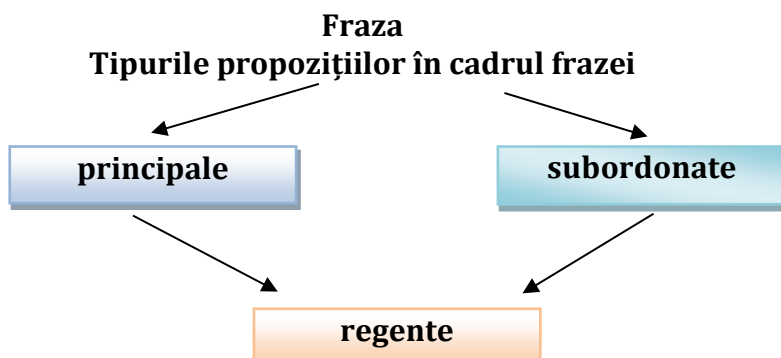 Fraza
Tipurile propozițiilor în cadrul frazei
principale
subordonate
regente